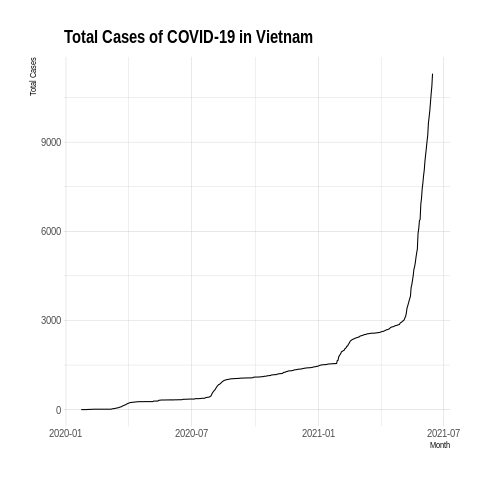 Total Cases of COVID-19 in Vietnam
Total Cases
9000
6000
3000
0
2020-01
2020-07
2021-01
2021-07
Month